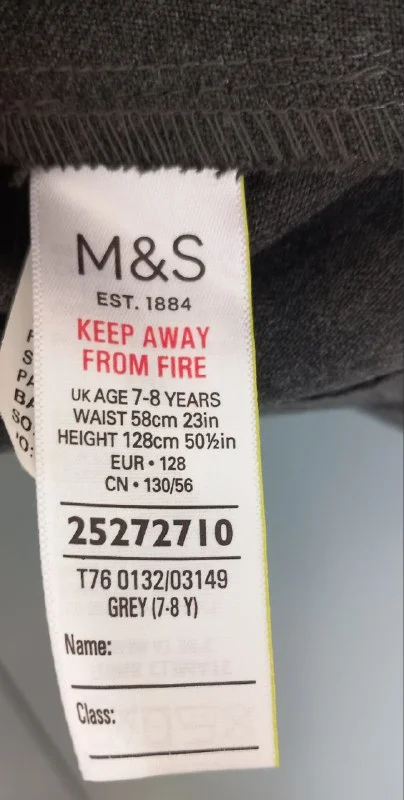 M&S
EST. 1884
KEEP AWAY
FROM FIRE
UK AGE 7-8 YEARS
WAIST 58cm 23in
HEIGHT 128cm 50½in
EUR • 128
CN • 130/56
25272710
T76 0132/03149
GREY (7-8 Y)
Name:
Class: